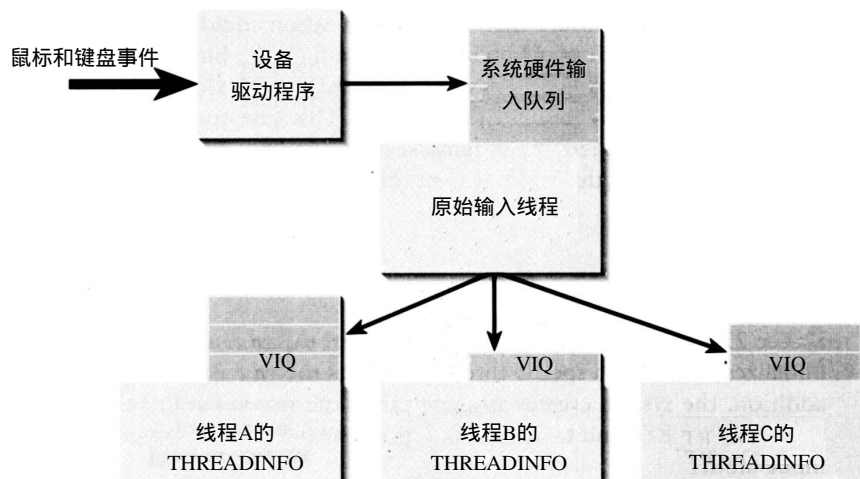 鼠标和键盘事件
设备
驱动程序
系统硬件输
入队列
原始输入线程
VIQ
VIQ
VIQ
线程A的
THREADINFO
线程B的
THREADINFO
线程C的
THREADINFO